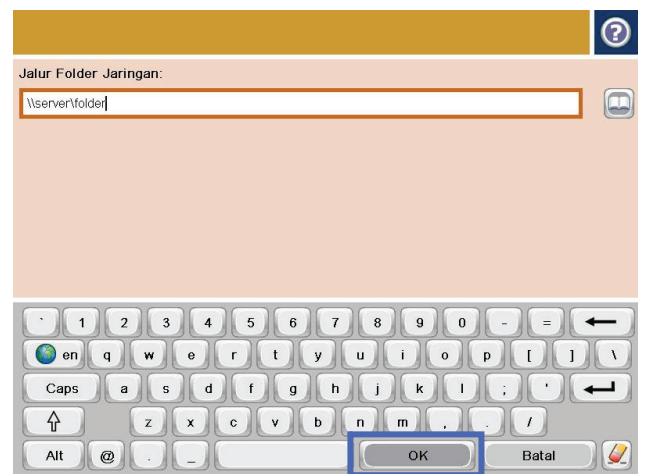 ?
Jalur Folder Jaringan:
\\server\folder
` 1 2 3 4 5 6 7 8 9 0 - =
en q w e r t y u i o p [ ] \
Caps a s d f g h j k l ; '
z x c v b n m , . /
Alt @ . _ OK Batal